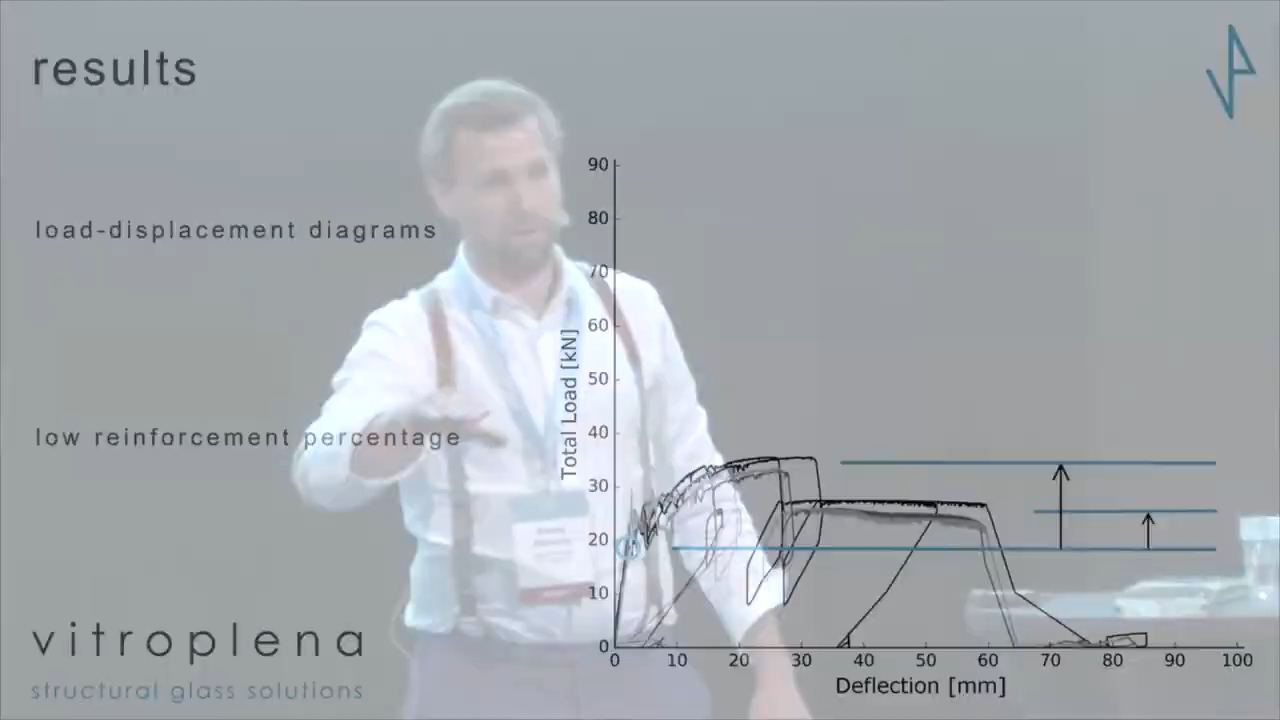 results
load-displacement diagrams
low reinforcement percentage
Total Load [kN]
90
80
70
60
50
40
30
20
10
0
0 10 20 30 40 50 60 70 80 90 100
Deflection [mm]
vitroplena
structural glass solutions